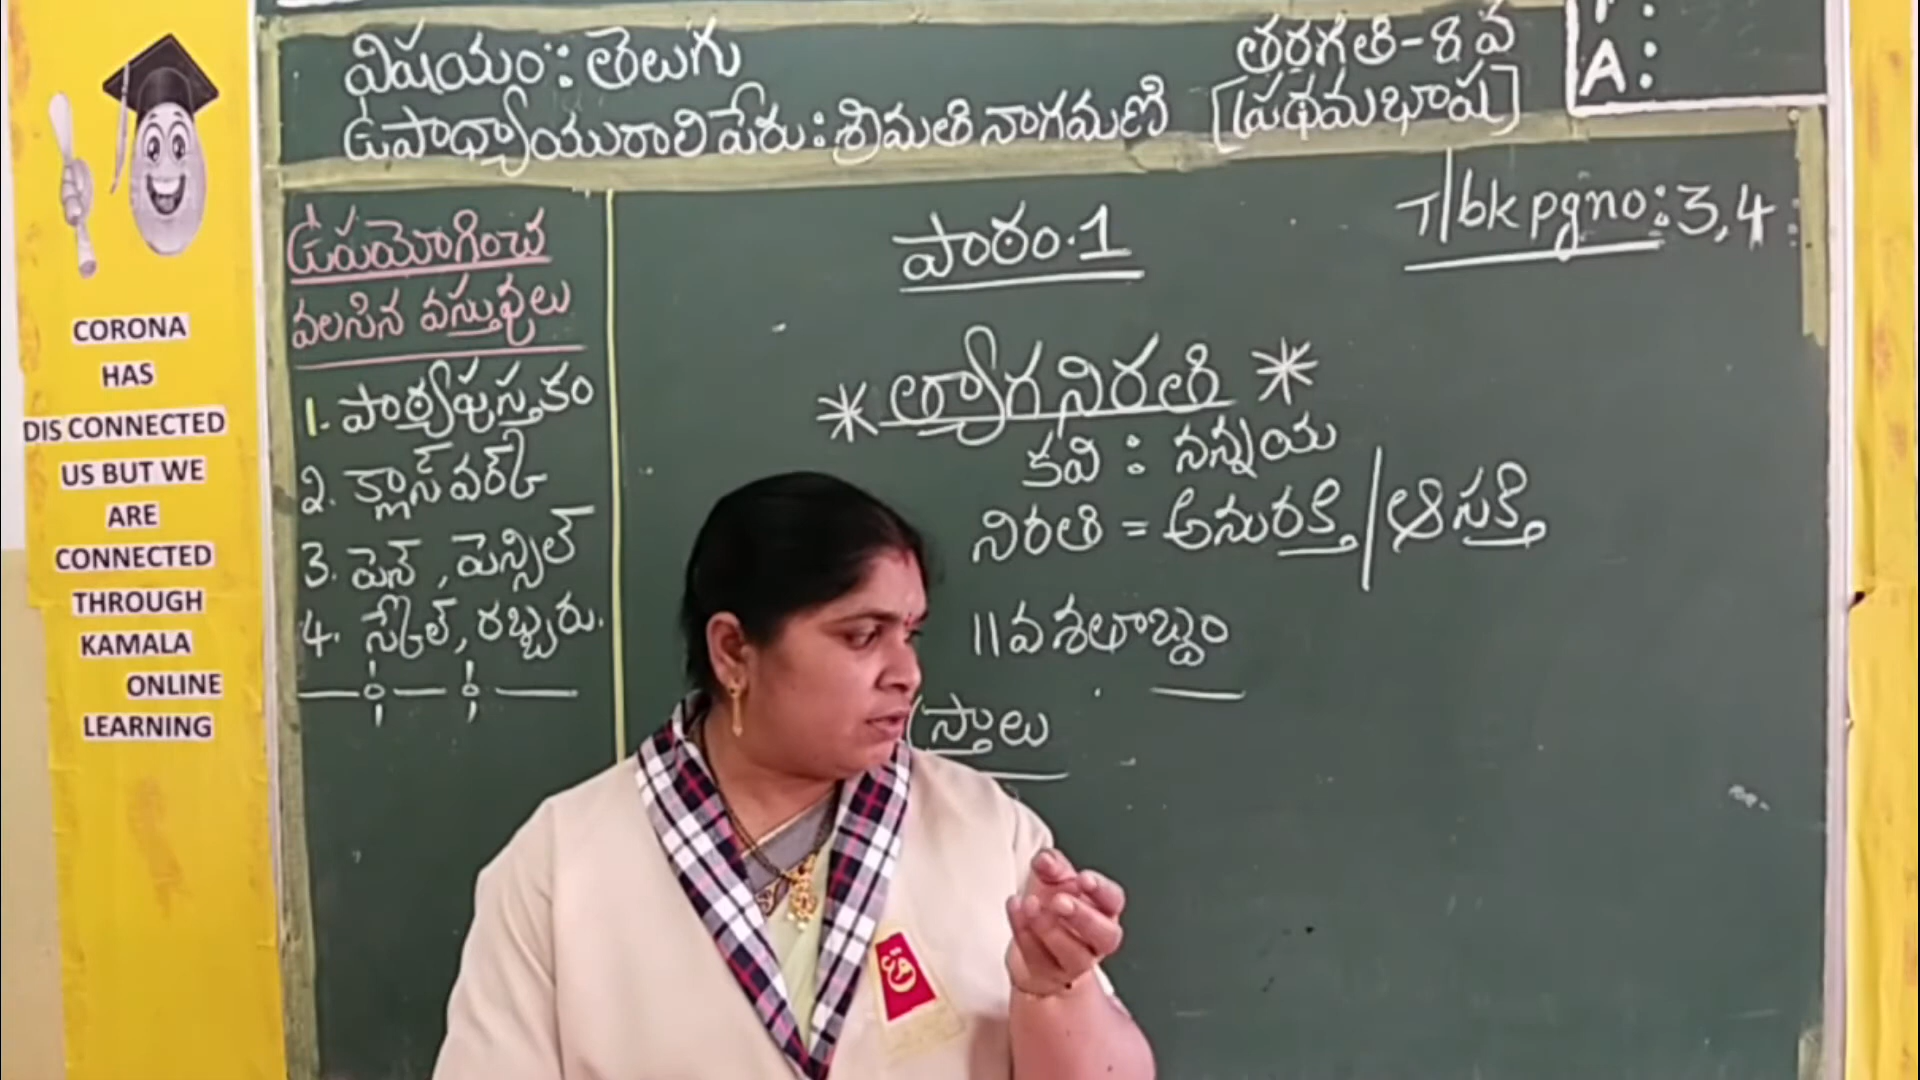 CORONA
HAS
DIS CONNECTED
US BUT WE
ARE
CONNECTED
THROUGH
KAMALA
ONLINE
LEARNING
విషయం : తెలుగు
ఉపాధ్యాయురాలి పేరు : శ్రీమతి నాగమణి
తరగతి - 8 వ
[ప్రథమభాష]
A :
ఉపయోగించ
వలసిన వస్తువులు
1. పాఠ్యపుస్తకం
2. క్లాస్ వర్క్
3. పెన్ , పెన్సిల్
4. స్కేల్, రబ్బరు.
పాఠం.1
T/bk pg no : 3,4
* త్యాగనిరతి *
కవి : నన్నయ
నిరతి = అనురక్తి / ఆసక్తి
11వ శతాబ్దం
స్తాలు